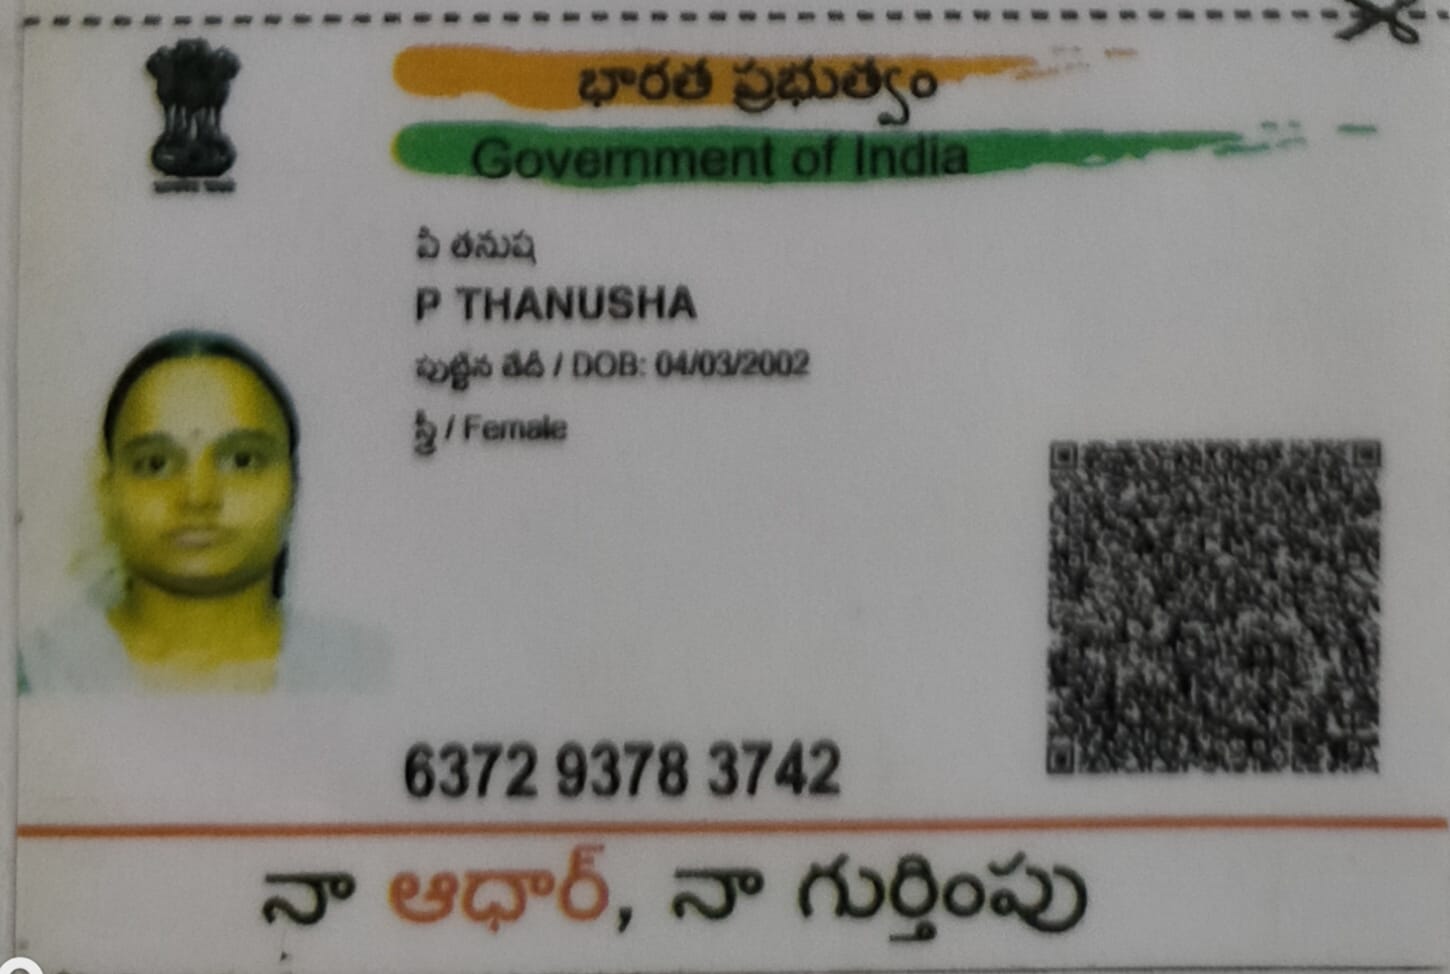 భారత ప్రభుత్వం
Government of India
పి తనుష
P THANUSHA
పుట్టిన తేదీ / DOB: 04/03/2002
స్త్రీ / Female
6372 9378 3742
నా ఆధార్, నా గుర్తింపు